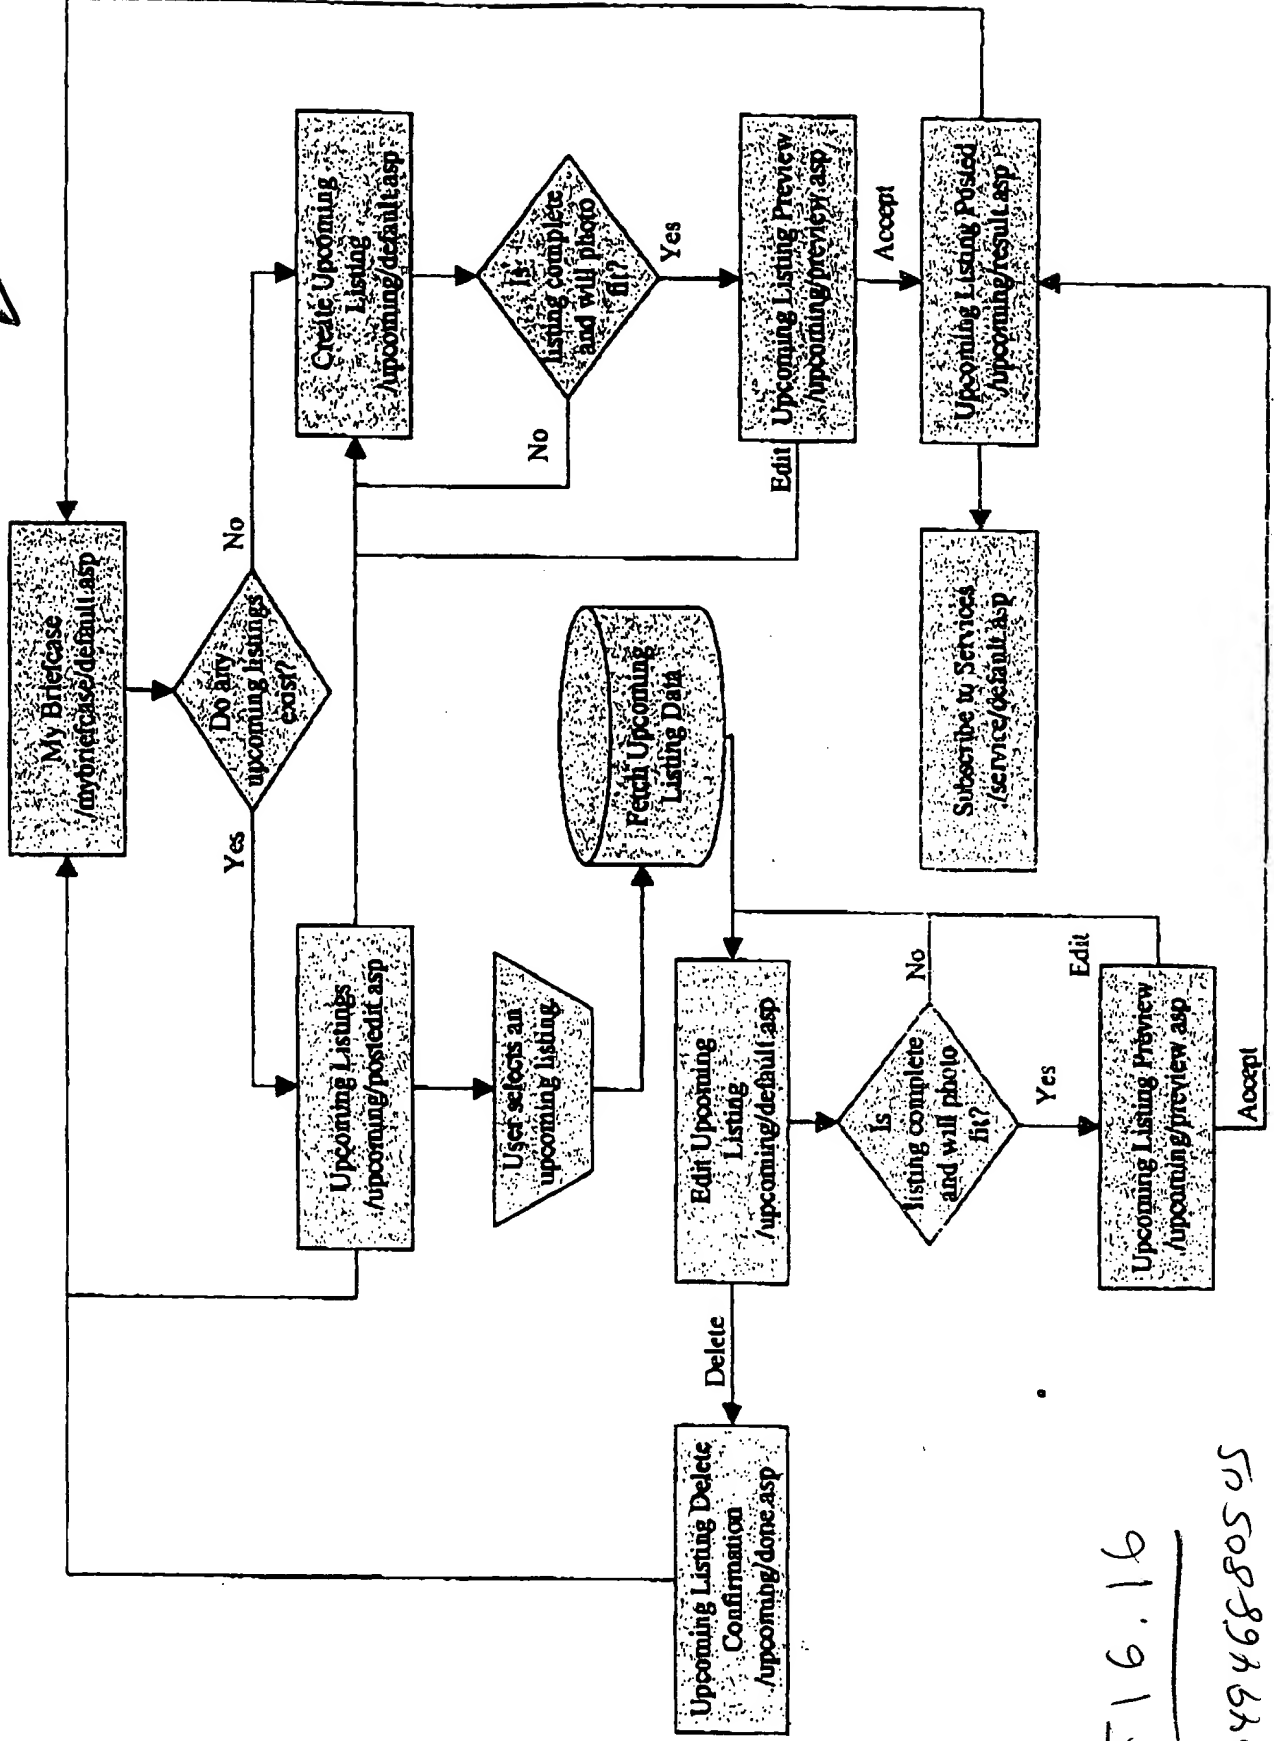 My Briefcase
/mybriefcase/default.asp
Do any
upcoming listings
exist?
Yes
No
Upcoming Listings
/upcoming/postedit.asp
Create Upcoming
Listing
/upcoming/default.asp
User selects an
upcoming listing.
Is
listing complete
and will photo
fit?
No
Yes
Fetch Upcoming
Listing Data
Upcoming Listing Delete
Confirmation
/upcoming/done.asp
Delete
Edit Upcoming
Listing
/upcoming/default.asp
Edit
Upcoming Listing Preview
/upcoming/preview.asp
Accept
Is
listing complete
and will photo
fit?
No
Yes
Subscribe to Services
/service/default.asp
Upcoming Listing Posted
/upcoming/result.asp
Edit
Upcoming Listing Preview
/upcoming/preview.asp
Accept